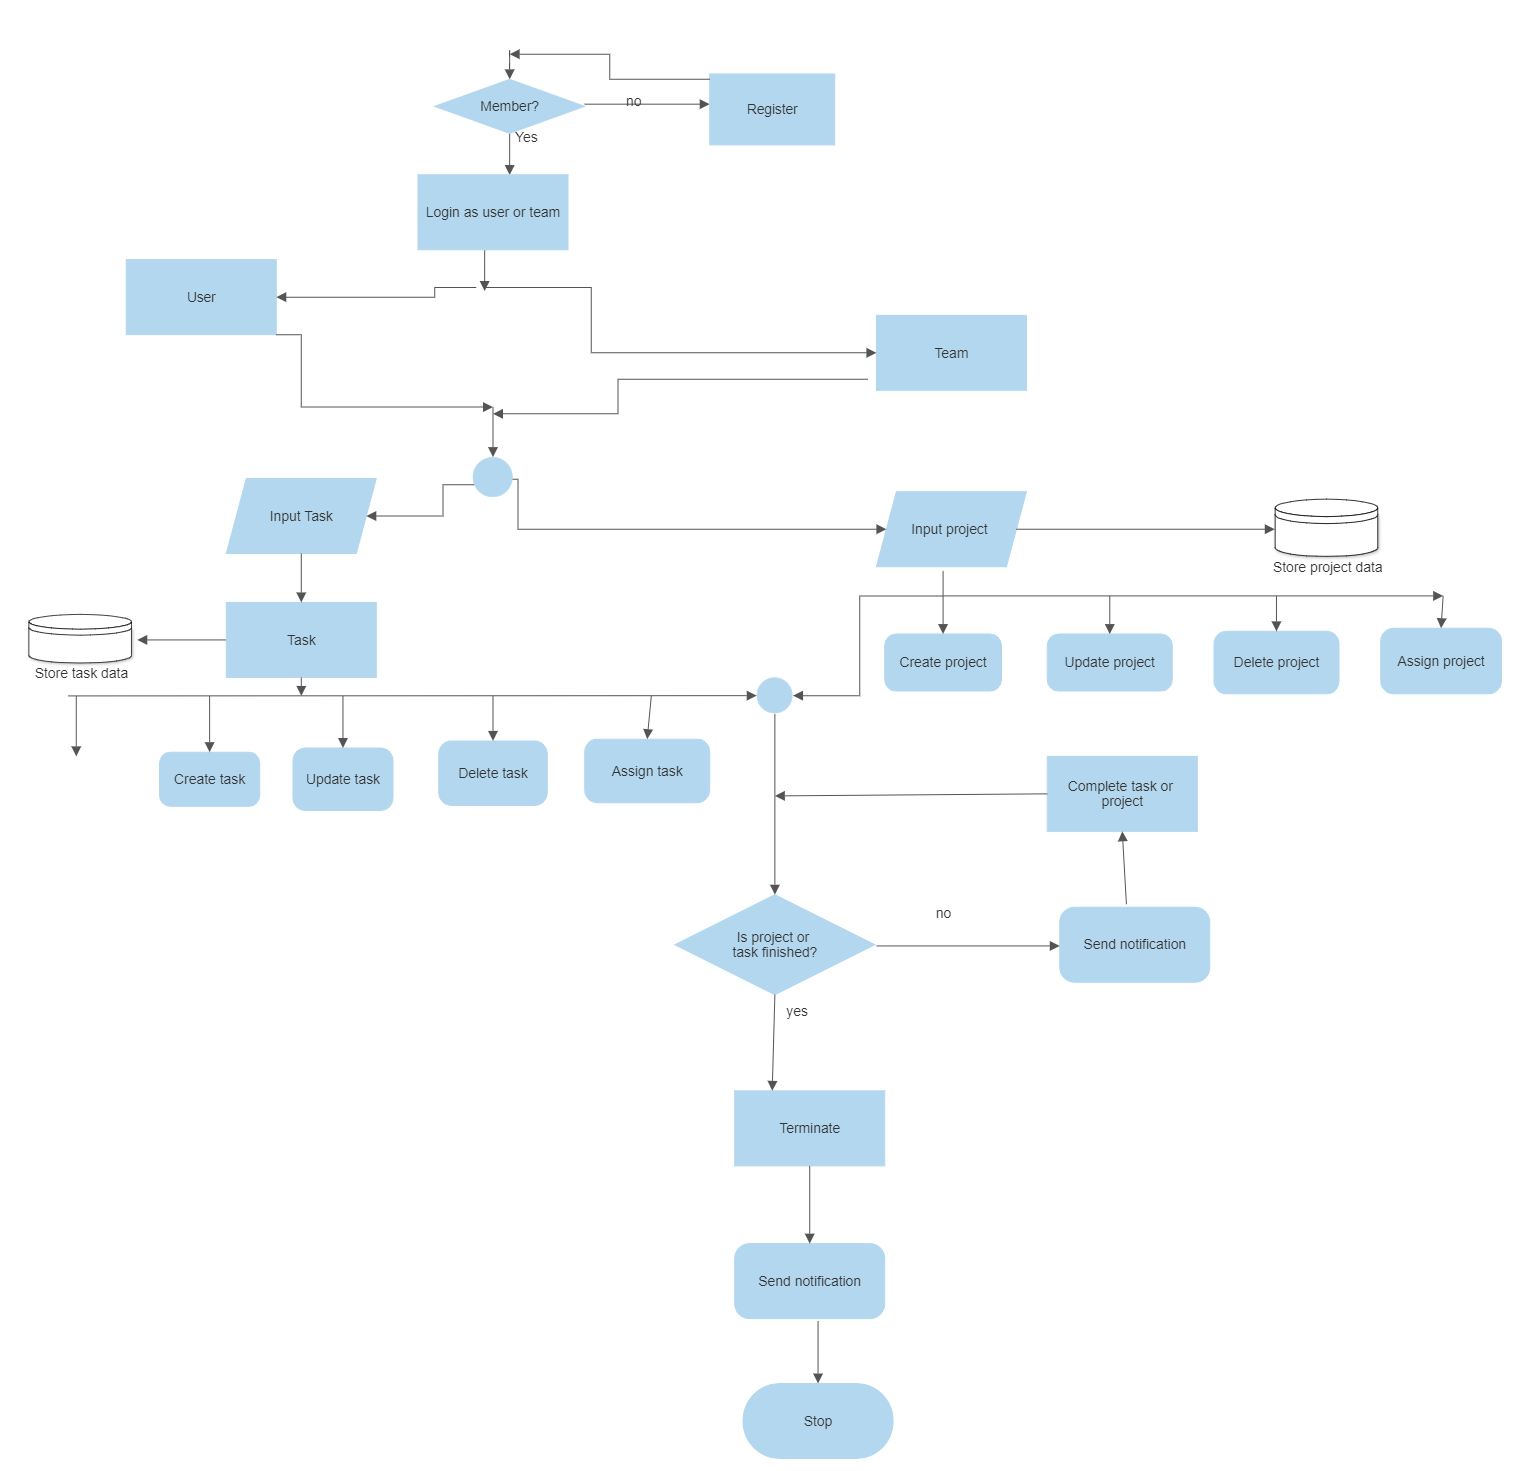 Member?
no
Register
Yes
Login as user or team
User
Team
Input Task
Input project
Store project data
Task
Store task data
Create project
Update project
Delete project
Assign project
Create task
Update task
Delete task
Assign task
Complete task or
project
no
Is project or
task finished?
Send notification
yes
Terminate
Send notification
Stop